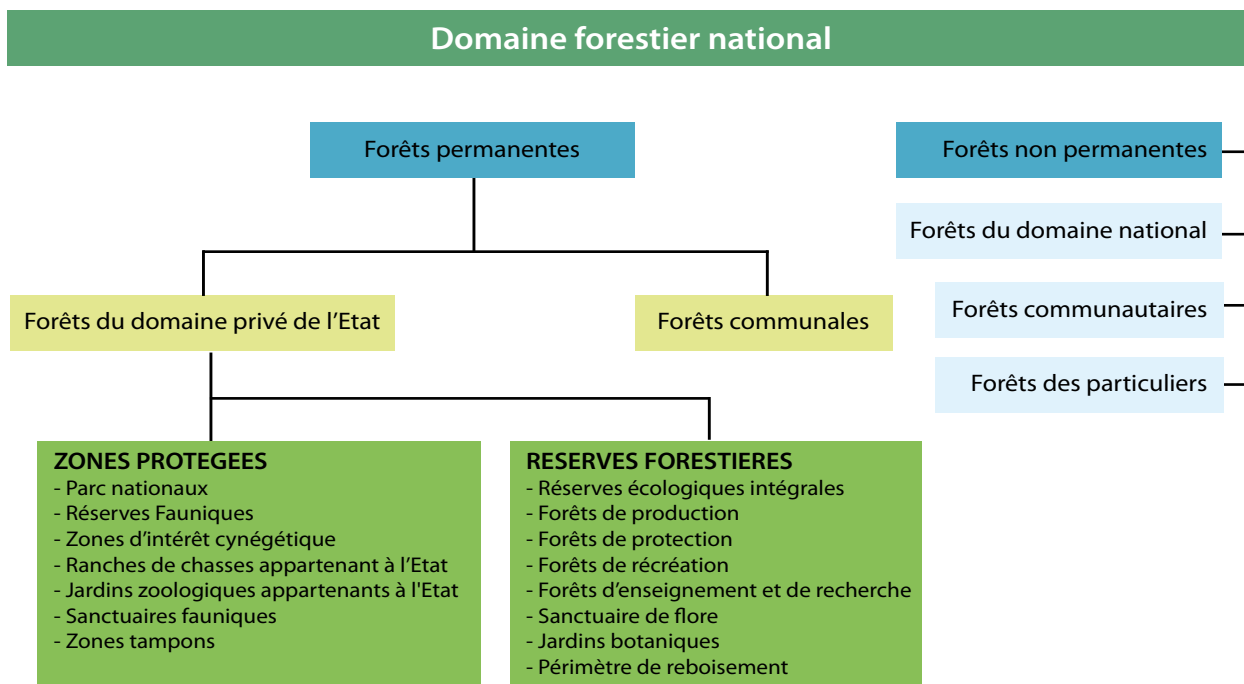 Domaine forestier national
Forêts permanentes
Forêts non permanentes
Forêts du domaine national
Forêts communautaires
Forêts des particuliers
Forêts du domaine privé de l'Etat
Forêts communales
ZONES PROTEGEES
- Parc nationaux
- Réserves Fauniques
- Zones d'intérêt cynégétique
- Ranches de chasses appartenant à l'Etat
- Jardins zoologiques appartenants à l'Etat
- Sanctuaires fauniques
- Zones tampons
RESERVES FORESTIERES
- Réserves écologiques intégrales
- Forêts de production
- Forêts de protection
- Forêts de récréation
- Forêts d'enseignement et de recherche
- Sanctuaire de flore
- Jardins botaniques
- Périmètre de reboisement